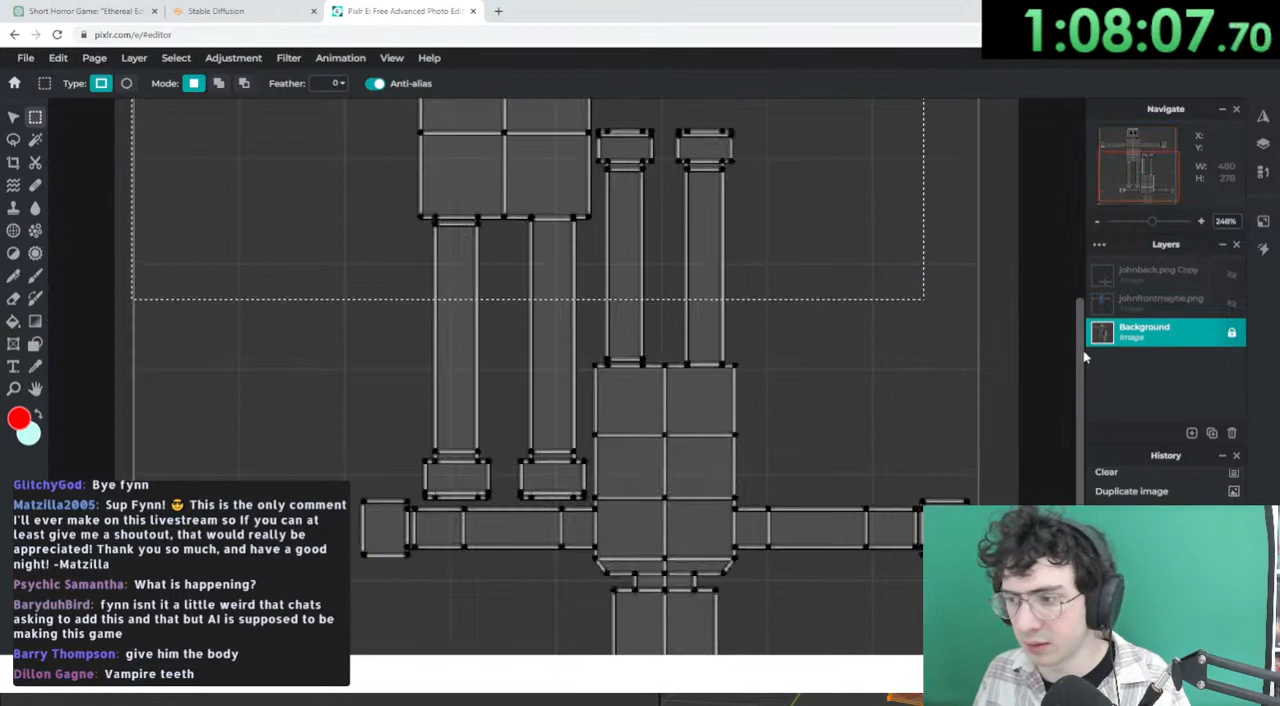 Short Horror Game: "Ethereal Ec
Stable Diffusion
Pixlr E: Free Advanced Photo Edi
1:08:07.70
pixlr.com/e/#editor
File Edit Page Layer Select Adjustment Filter Animation View Help
Type: Mode: Feather: 0 Anti-alias
Navigate
X:
Y:
W: 480
H: 278
248%
Layers
johnback.png Copy
Image
johnfrontmaybe.png
Image
Background
Image
History
Clear
Duplicate image
GlitchyGod: Bye fynn
Matzilla2005: Sup Fynn! 😎 This is the only comment
I'll ever make on this livestream so If you can at
least give me a shoutout, that would really be
appreciated! Thank you so much, and have a good
night! -Matzilla
Psychic Samantha: What is happening?
BaryduhBird: fynn isnt it a little weird that chats
asking to add this and that but AI is supposed to be
making this game
Barry Thompson: give him the body
Dillon Gagne: Vampire teeth